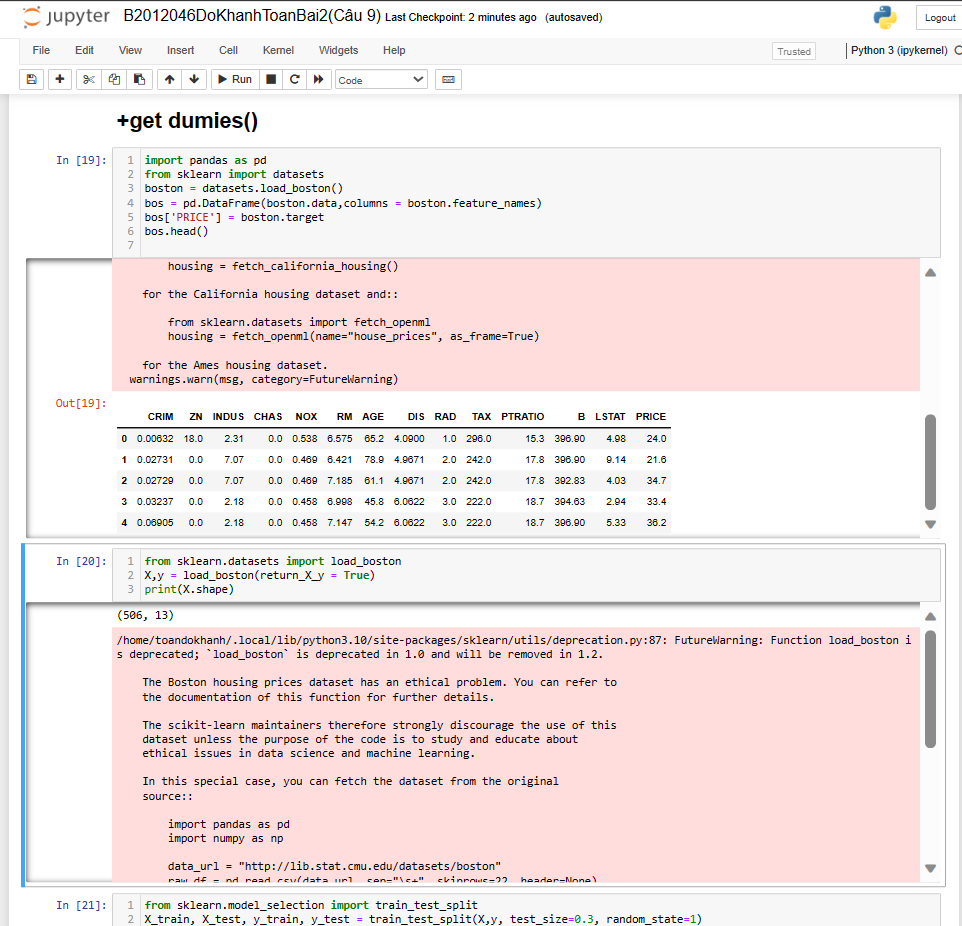 jupyter B2012046DoKhanhToanBai2(Câu 9) Last Checkpoint: 2 minutes ago (autosaved)
Logout
File Edit View Insert Cell Kernel Widgets Help
Trusted Python 3 (ipykernel)
Run Code
+get dumies()
In [19]:
1 import pandas as pd
2 from sklearn import datasets
3 boston = datasets.load_boston()
4 bos = pd.DataFrame(boston.data,columns = boston.feature_names)
5 bos['PRICE'] = boston.target
6 bos.head()
7
housing = fetch_california_housing()
for the California housing dataset and::
from sklearn.datasets import fetch_openml
housing = fetch_openml(name="house_prices", as_frame=True)
for the Ames housing dataset.
warnings.warn(msg, category=FutureWarning)
Out[19]:
CRIM ZN INDUS CHAS NOX RM AGE DIS RAD TAX PTRATIO B LSTAT PRICE
0 0.00632 18.0 2.31 0.0 0.538 6.575 65.2 4.0900 1.0 296.0 15.3 396.90 4.98 24.0
1 0.02731 0.0 7.07 0.0 0.469 6.421 78.9 4.9671 2.0 242.0 17.8 396.90 9.14 21.6
2 0.02729 0.0 7.07 0.0 0.469 7.185 61.1 4.9671 2.0 242.0 17.8 392.83 4.03 34.7
3 0.03237 0.0 2.18 0.0 0.458 6.998 45.8 6.0622 3.0 222.0 18.7 394.63 2.94 33.4
4 0.06905 0.0 2.18 0.0 0.458 7.147 54.2 6.0622 3.0 222.0 18.7 396.90 5.33 36.2
In [20]:
1 from sklearn.datasets import load_boston
2 X,y = load_boston(return_X_y = True)
3 print(X.shape)
(506, 13)
/home/toandokhanh/.local/lib/python3.10/site-packages/sklearn/utils/deprecation.py:87: FutureWarning: Function load_boston i
s deprecated; `load_boston` is deprecated in 1.0 and will be removed in 1.2.
The Boston housing prices dataset has an ethical problem. You can refer to
the documentation of this function for further details.
The scikit-learn maintainers therefore strongly discourage the use of this
dataset unless the purpose of the code is to study and educate about
ethical issues in data science and machine learning.
In this special case, you can fetch the dataset from the original
source::
import pandas as pd
import numpy as np
data_url = "http://lib.stat.cmu.edu/datasets/boston"
raw_df = pd.read_csv(data_url, sep="\s+", skiprows=22, header=None)
In [21]:
1 from sklearn.model_selection import train_test_split
2 X_train, X_test, y_train, y_test = train_test_split(X,y, test_size=0.3, random_state=1)